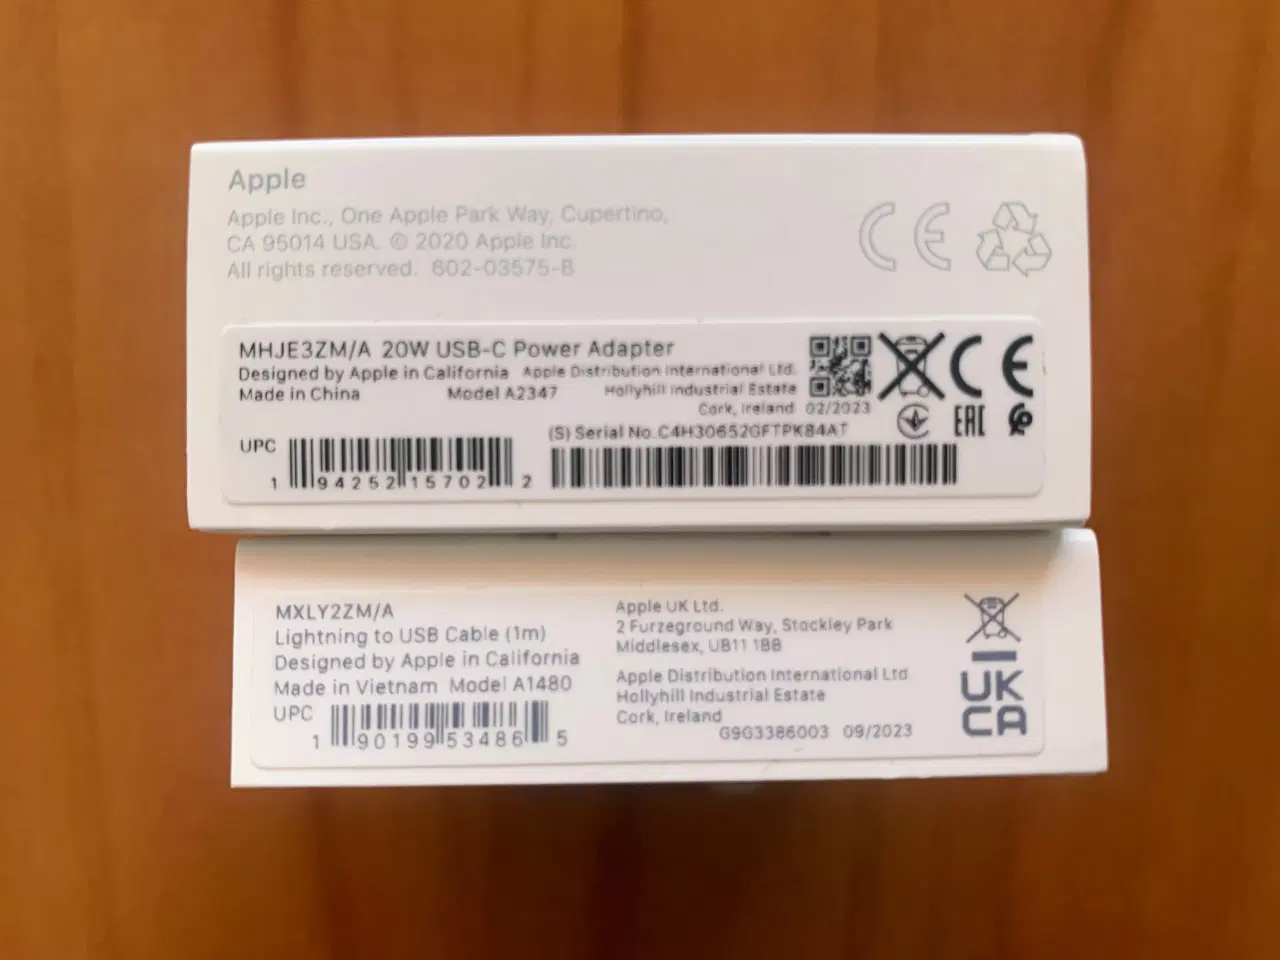 Apple
Apple Inc., One Apple Park Way, Cupertino,
CA 95014 USA. © 2020 Apple Inc.
All rights reserved. 602-03575-B
CE
MHJE3ZM/A 20W USB-C Power Adapter
Designed by Apple in California Apple Distribution International Ltd.
Made in China Model A2347 Hollyhill Industrial Estate
Cork, Ireland 02/2023
CE
EAC
(S) Serial No. C4H30652GFTPK84AT
UPC
1 94252 15702 2
MXLY2ZM/A
Lightning to USB Cable (1m)
Designed by Apple in California
Made in Vietnam Model A1480
UPC
1 90199 53486 5
Apple UK Ltd.
2 Furzeground Way, Stockley Park
Middlesex, UB11 1BB
Apple Distribution International Ltd.
Hollyhill Industrial Estate
Cork, Ireland
G9G3386003 09/2023
UK
CA